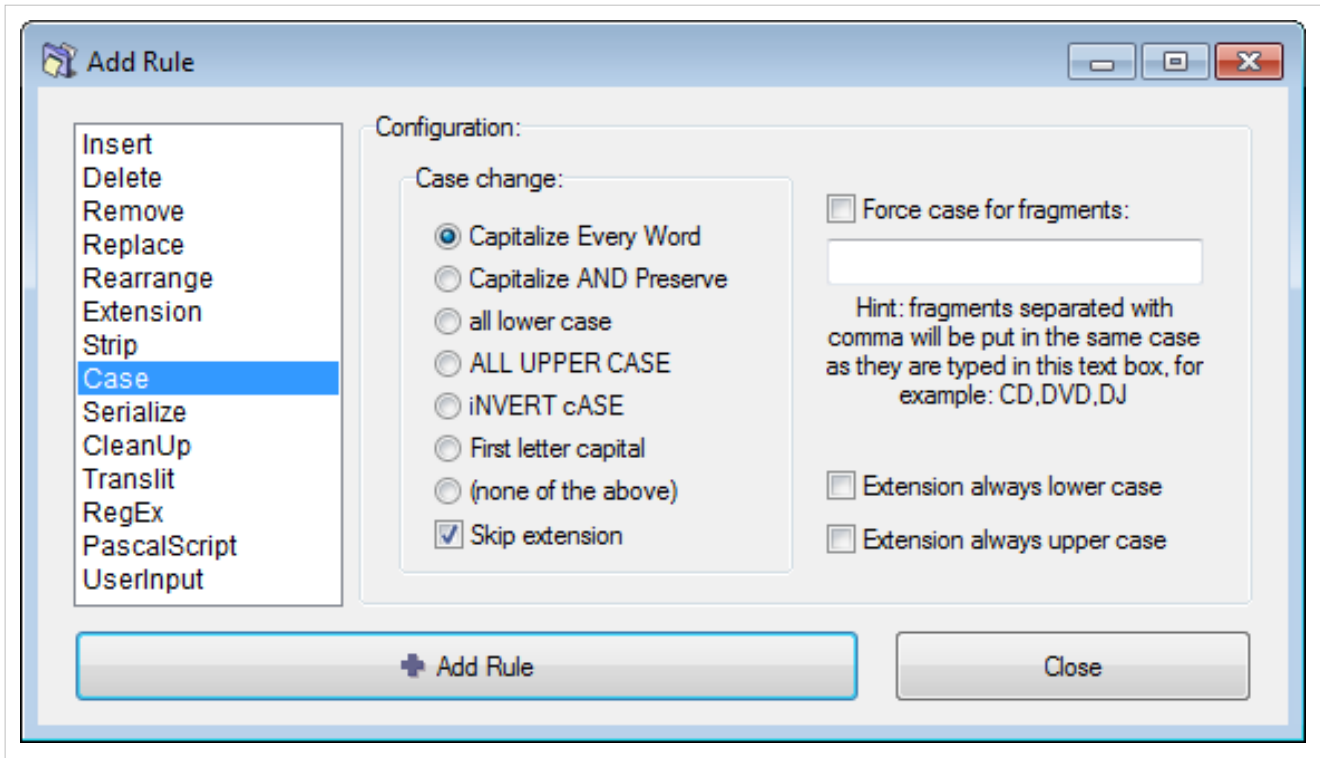 Add Rule
Insert
Delete
Remove
Replace
Rearrange
Extension
Strip
Case
Serialize
CleanUp
Translit
RegEx
PascalScript
UserInput
Configuration:
Case change:
Capitalize Every Word
Capitalize AND Preserve
all lower case
ALL UPPER CASE
iNVERT cASE
First letter capital
(none of the above)
Skip extension
Force case for fragments:
Hint: fragments separated with
comma will be put in the same case
as they are typed in this text box, for
example: CD,DVD,DJ
Extension always lower case
Extension always upper case
Add Rule
Close